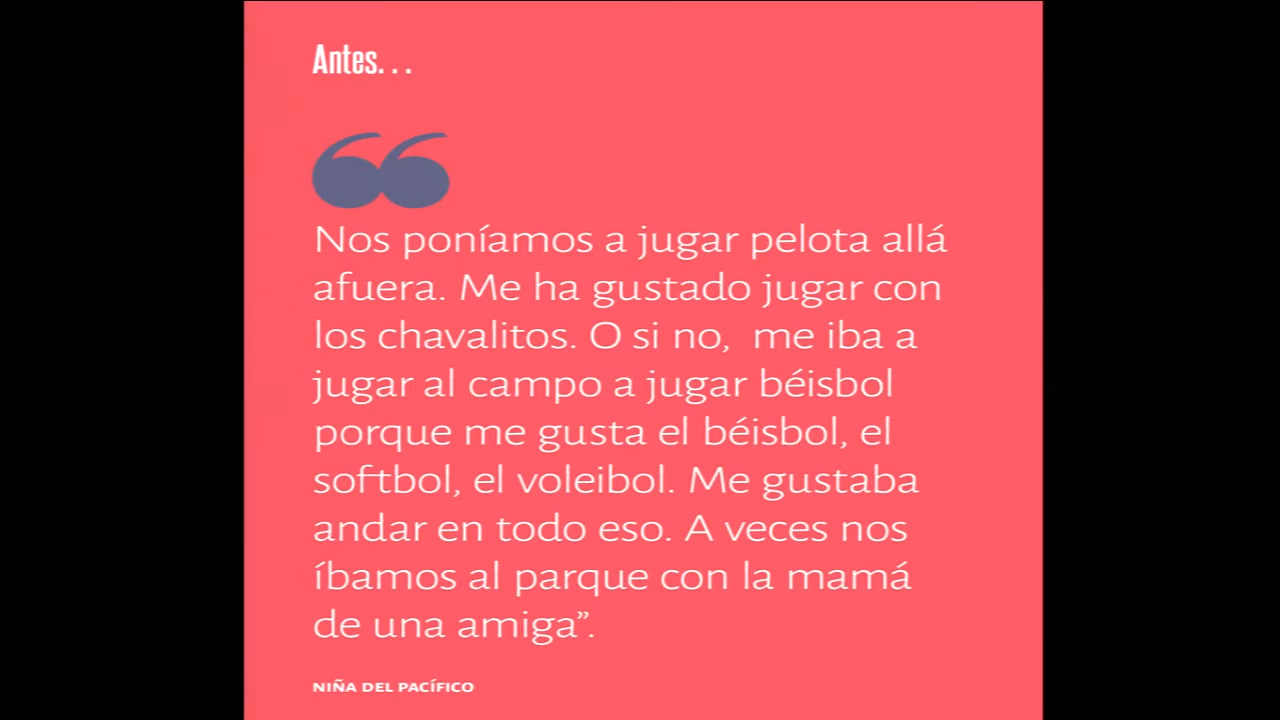 Antes...
“
Nos poníamos a jugar pelota allá
afuera. Me ha gustado jugar con
los chavalitos. O si no,  me iba a
jugar al campo a jugar béisbol
porque me gusta el béisbol, el
softbol, el voleibol. Me gustaba
andar en todo eso. A veces nos
íbamos al parque con la mamá
de una amiga”.
NIÑA DEL PACÍFICO